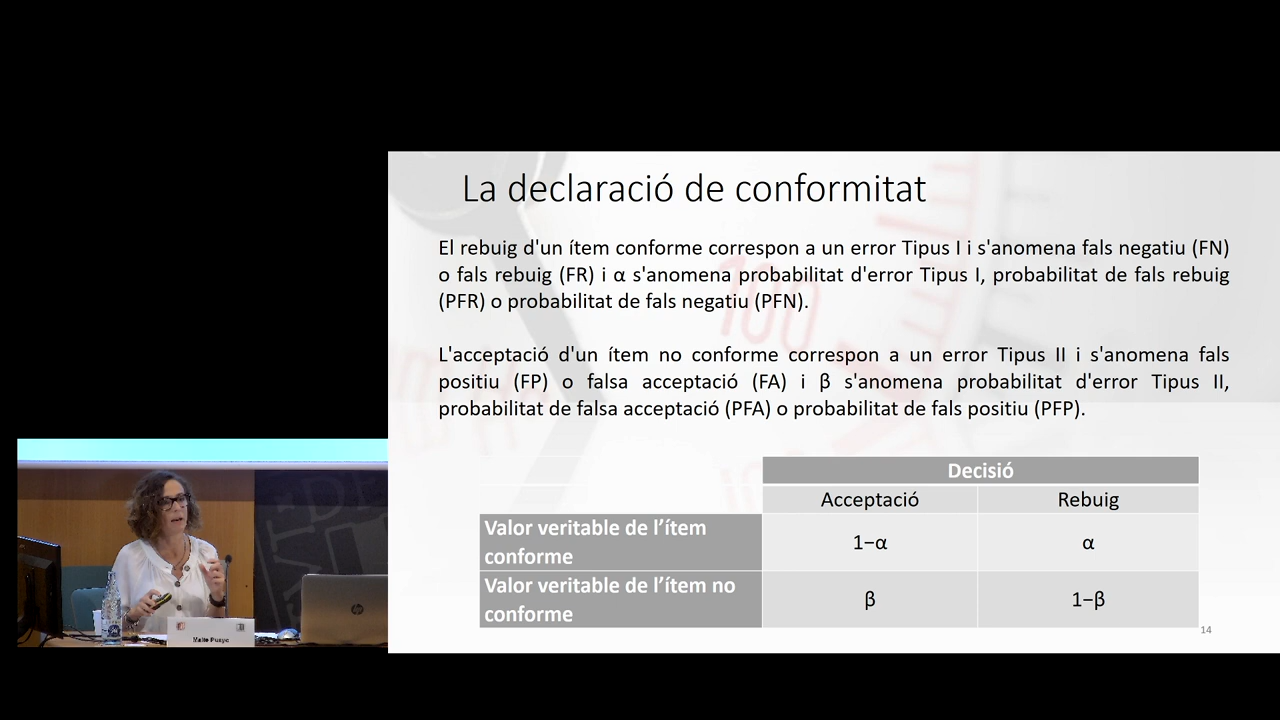 La declaració de conformitat
El rebuig d'un ítem conforme correspon a un error Tipus I i s'anomena fals negatiu (FN)
o fals rebuig (FR) i α s'anomena probabilitat d'error Tipus I, probabilitat de fals rebuig
(PFR) o probabilitat de fals negatiu (PFN).
L'acceptació d'un ítem no conforme correspon a un error Tipus II i s'anomena fals
positiu (FP) o falsa acceptació (FA) i β s'anomena probabilitat d'error Tipus II,
probabilitat de falsa acceptació (PFA) o probabilitat de fals positiu (PFP).
Decisió
Acceptació Rebuig
Valor veritable de l’ítem
conforme
1−α α
Valor veritable de l’ítem no
conforme
β 1−β
14
100
hp